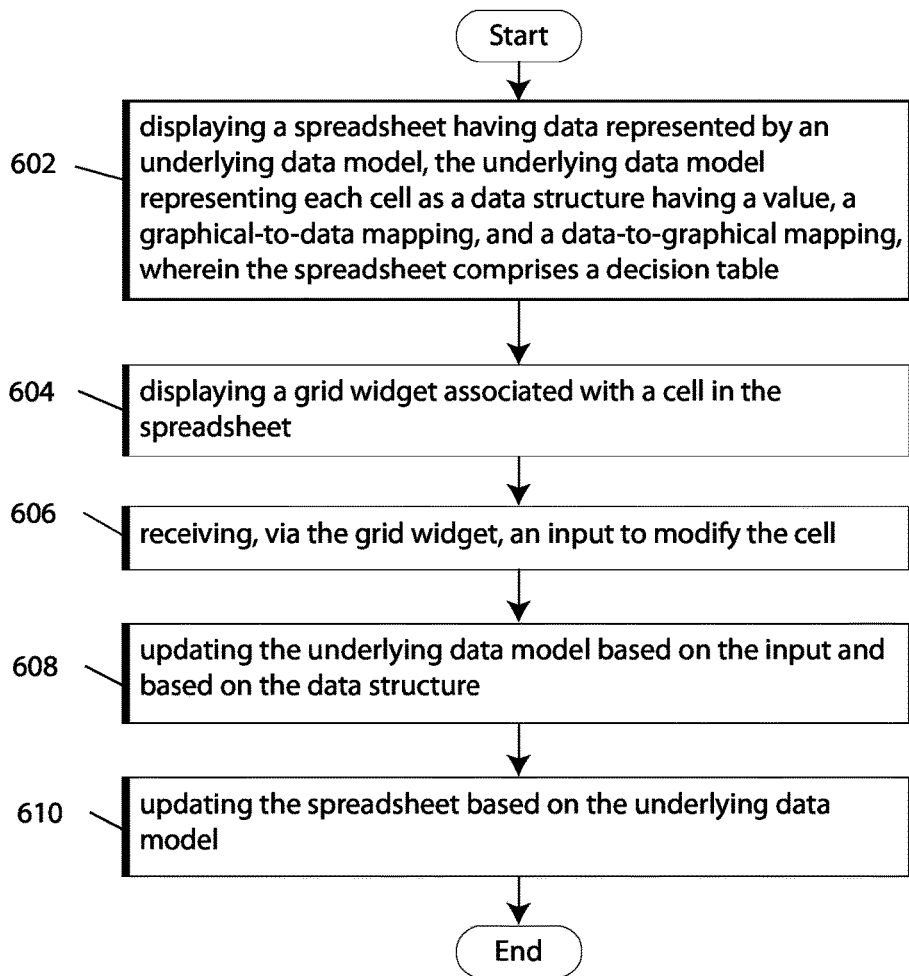 Start
602
displaying a spreadsheet having data represented by an
underlying data model, the underlying data model
representing each cell as a data structure having a value, a
graphical-to-data mapping, and a data-to-graphical mapping,
wherein the spreadsheet comprises a decision table
604
displaying a grid widget associated with a cell in the
spreadsheet
606
receiving, via the grid widget, an input to modify the cell
608
updating the underlying data model based on the input and
based on the data structure
610
updating the spreadsheet based on the underlying data
model
End